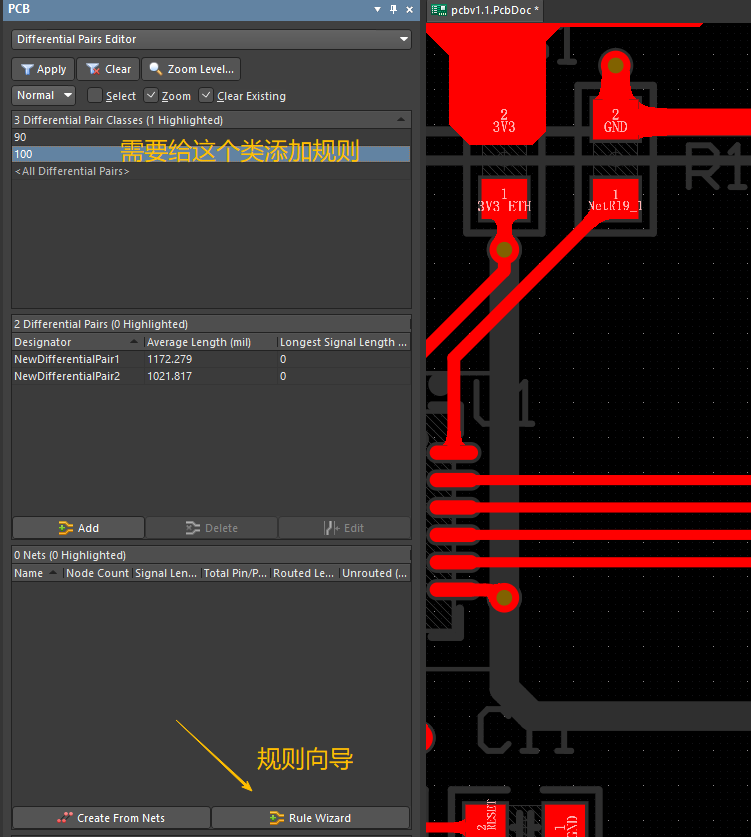 PCB
Differential Pairs Editor
Apply
Clear
Zoom Level...
Normal
Select
Zoom
Clear Existing
3 Differential Pair Classes (1 Highlighted)
90
100
需要给这个类添加规则
<All Differential Pairs>
2 Differential Pairs (0 Highlighted)
Designator Average Length (mil) Longest Signal Length ...
NewDifferentialPair1 1172.279 0
NewDifferentialPair2 1021.817 0
Add
Delete
Edit
0 Nets (0 Highlighted)
Name Node Count Signal Len... Total Pin/P... Routed Le... Unrouted (...
规则向导
Create From Nets
Rule Wizard
pcbv1.1.PcbDoc *
2
3V3
2
GND
1
3V3_ETH
1
NetR19_1
R1
U1
C11
2
RESET
1
GND